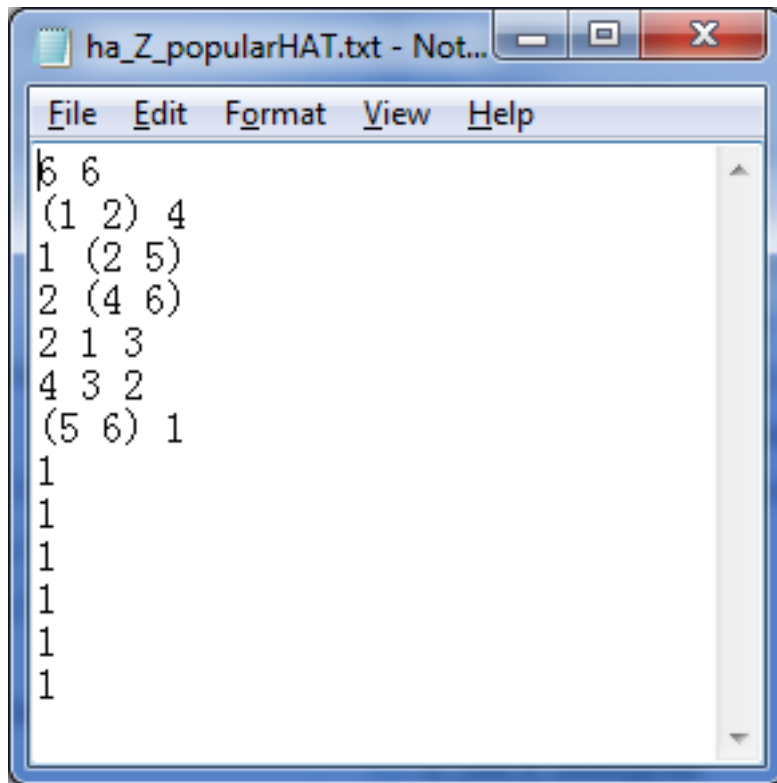 ha_Z_popularHAT.txt - Not...
File Edit Format View Help
6 6
(1 2) 4
1 (2 5)
2 (4 6)
2 1 3
4 3 2
(5 6) 1
1
1
1
1
1
1